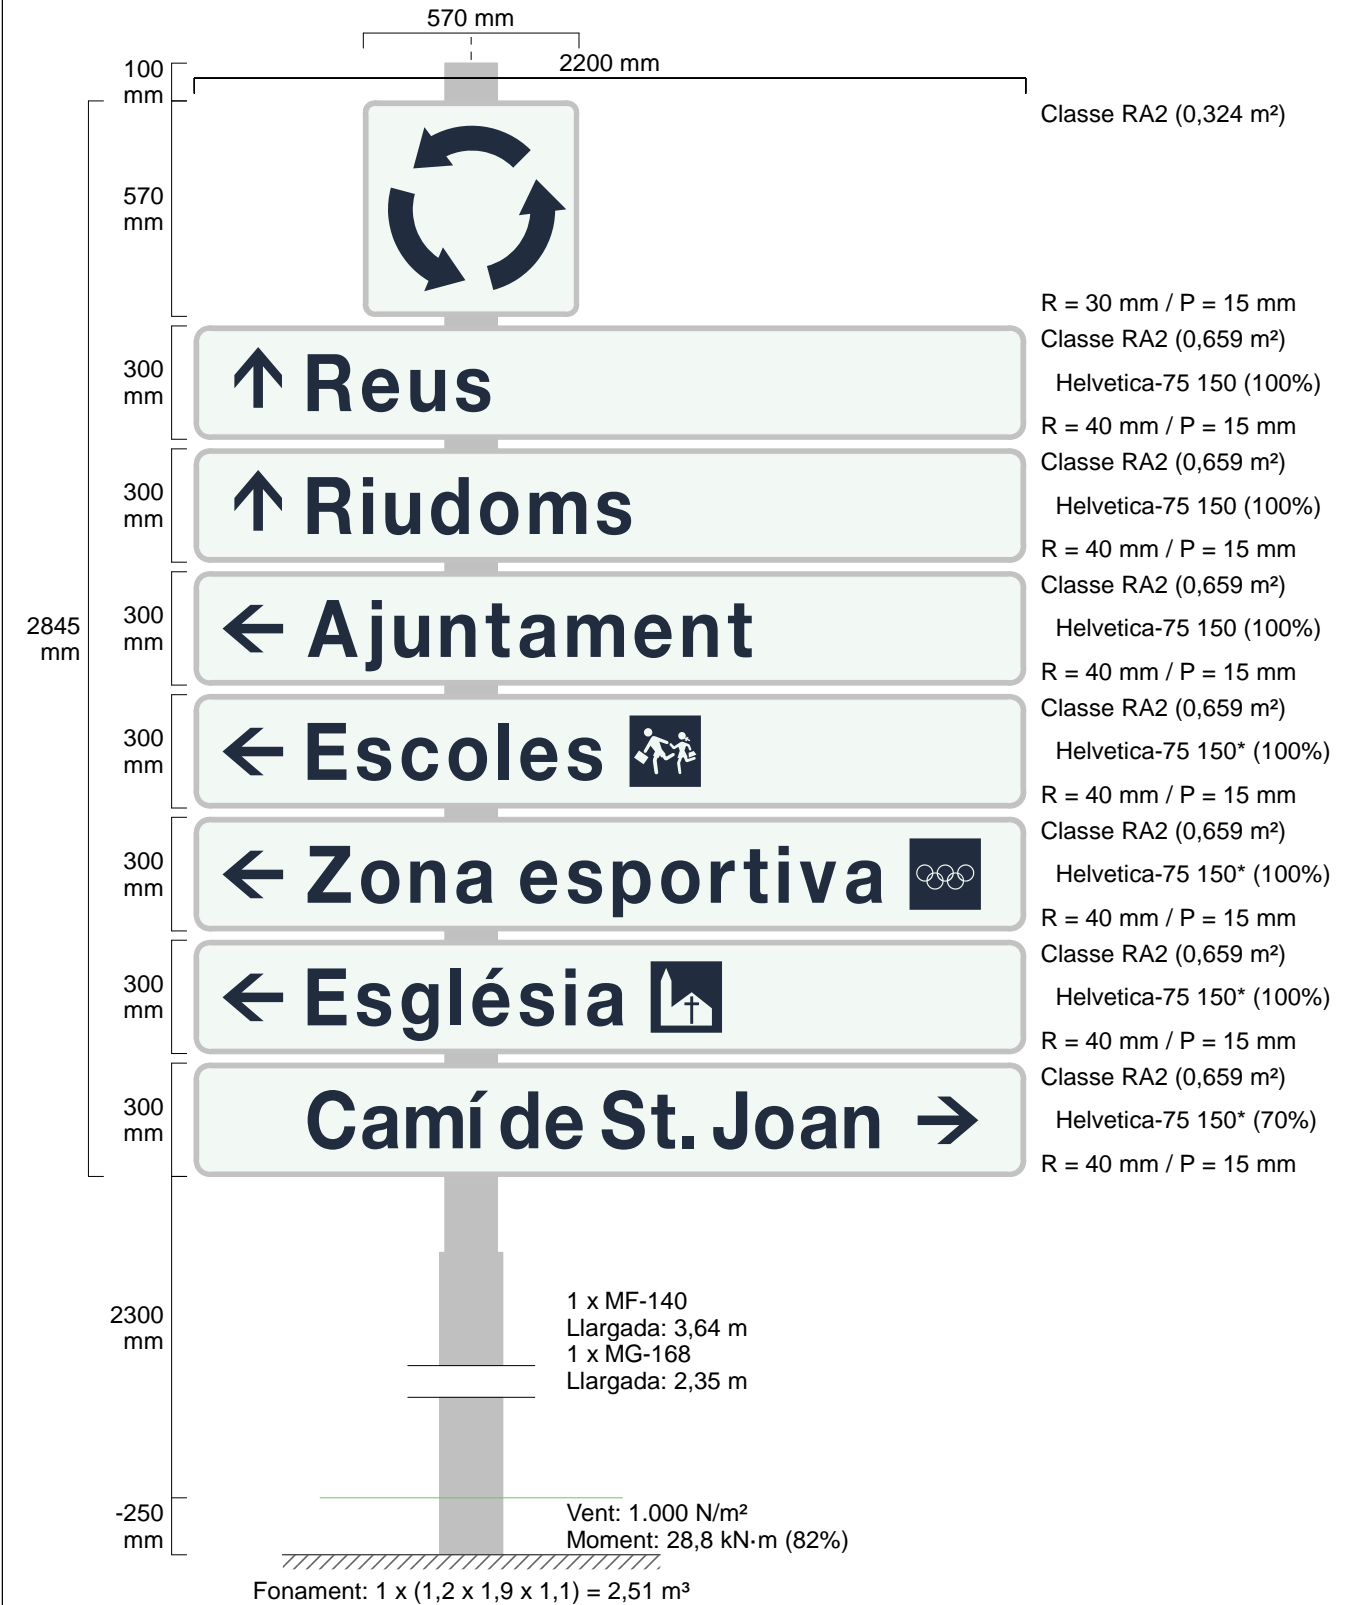 570 mm
2200 mm
100
mm
Classe RA2 (0,324 m²)
570
mm
R = 30 mm / P = 15 mm
300
mm
Reus
Classe RA2 (0,659 m²)
Helvetica-75 150 (100%)
R = 40 mm / P = 15 mm
300
mm
Riudoms
Classe RA2 (0,659 m²)
Helvetica-75 150 (100%)
R = 40 mm / P = 15 mm
2845
mm
300
mm
Ajuntament
Classe RA2 (0,659 m²)
Helvetica-75 150 (100%)
R = 40 mm / P = 15 mm
300
mm
Escoles
Classe RA2 (0,659 m²)
Helvetica-75 150* (100%)
R = 40 mm / P = 15 mm
300
mm
Zona esportiva
Classe RA2 (0,659 m²)
Helvetica-75 150* (100%)
R = 40 mm / P = 15 mm
300
mm
Església
Classe RA2 (0,659 m²)
Helvetica-75 150* (100%)
R = 40 mm / P = 15 mm
300
mm
Camí de St. Joan
Classe RA2 (0,659 m²)
Helvetica-75 150* (70%)
R = 40 mm / P = 15 mm
2300
mm
1 x MF-140
Llargada: 3,64 m
1 x MG-168
Llargada: 2,35 m
-250
mm
Vent: 1.000 N/m²
Moment: 28,8 kN·m (82%)
Fonament: 1 x (1,2 x 1,9 x 1,1) = 2,51 m³